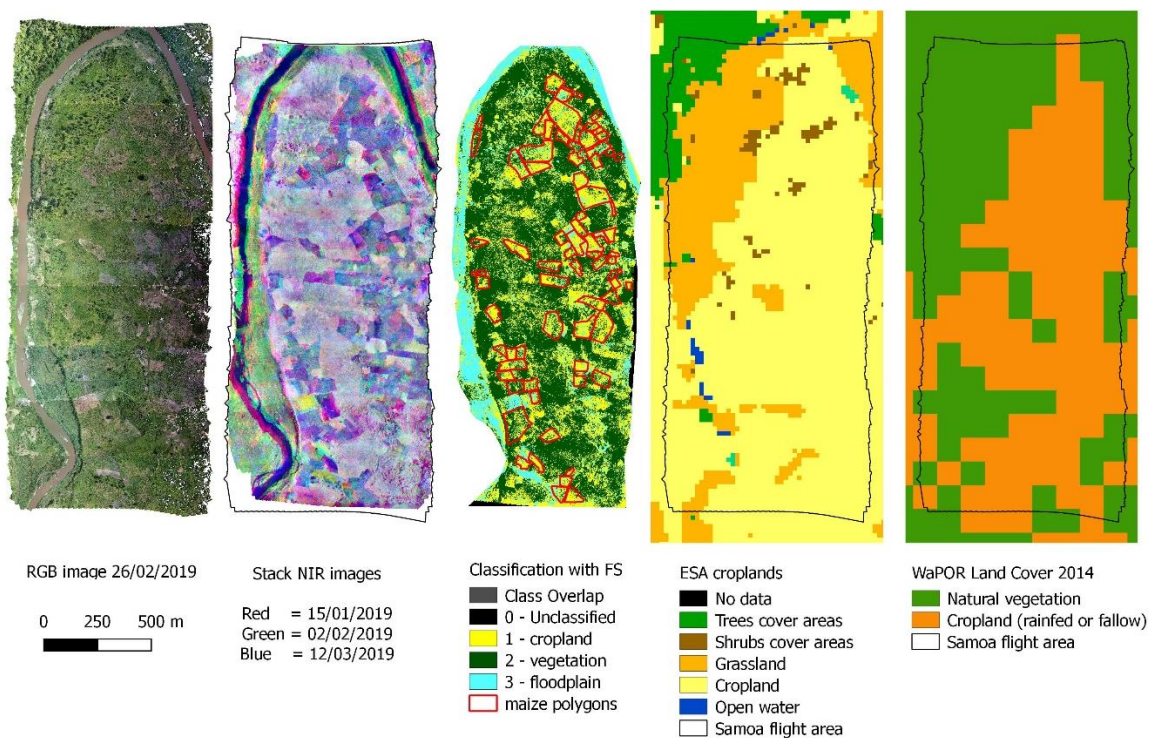 RGB image 26/02/2019
0 250 500 m
Stack NIR images
Red = 15/01/2019
Green = 02/02/2019
Blue = 12/03/2019
Classification with FS
Class Overlap
0 - Unclassified
1 - cropland
2 - vegetation
3 - floodplain
maize polygons
ESA croplands
No data
Trees cover areas
Shrubs cover areas
Grassland
Cropland
Open water
Samoa flight area
WaPOR Land Cover 2014
Natural vegetation
Cropland (rainfed or fallow)
Samoa flight area